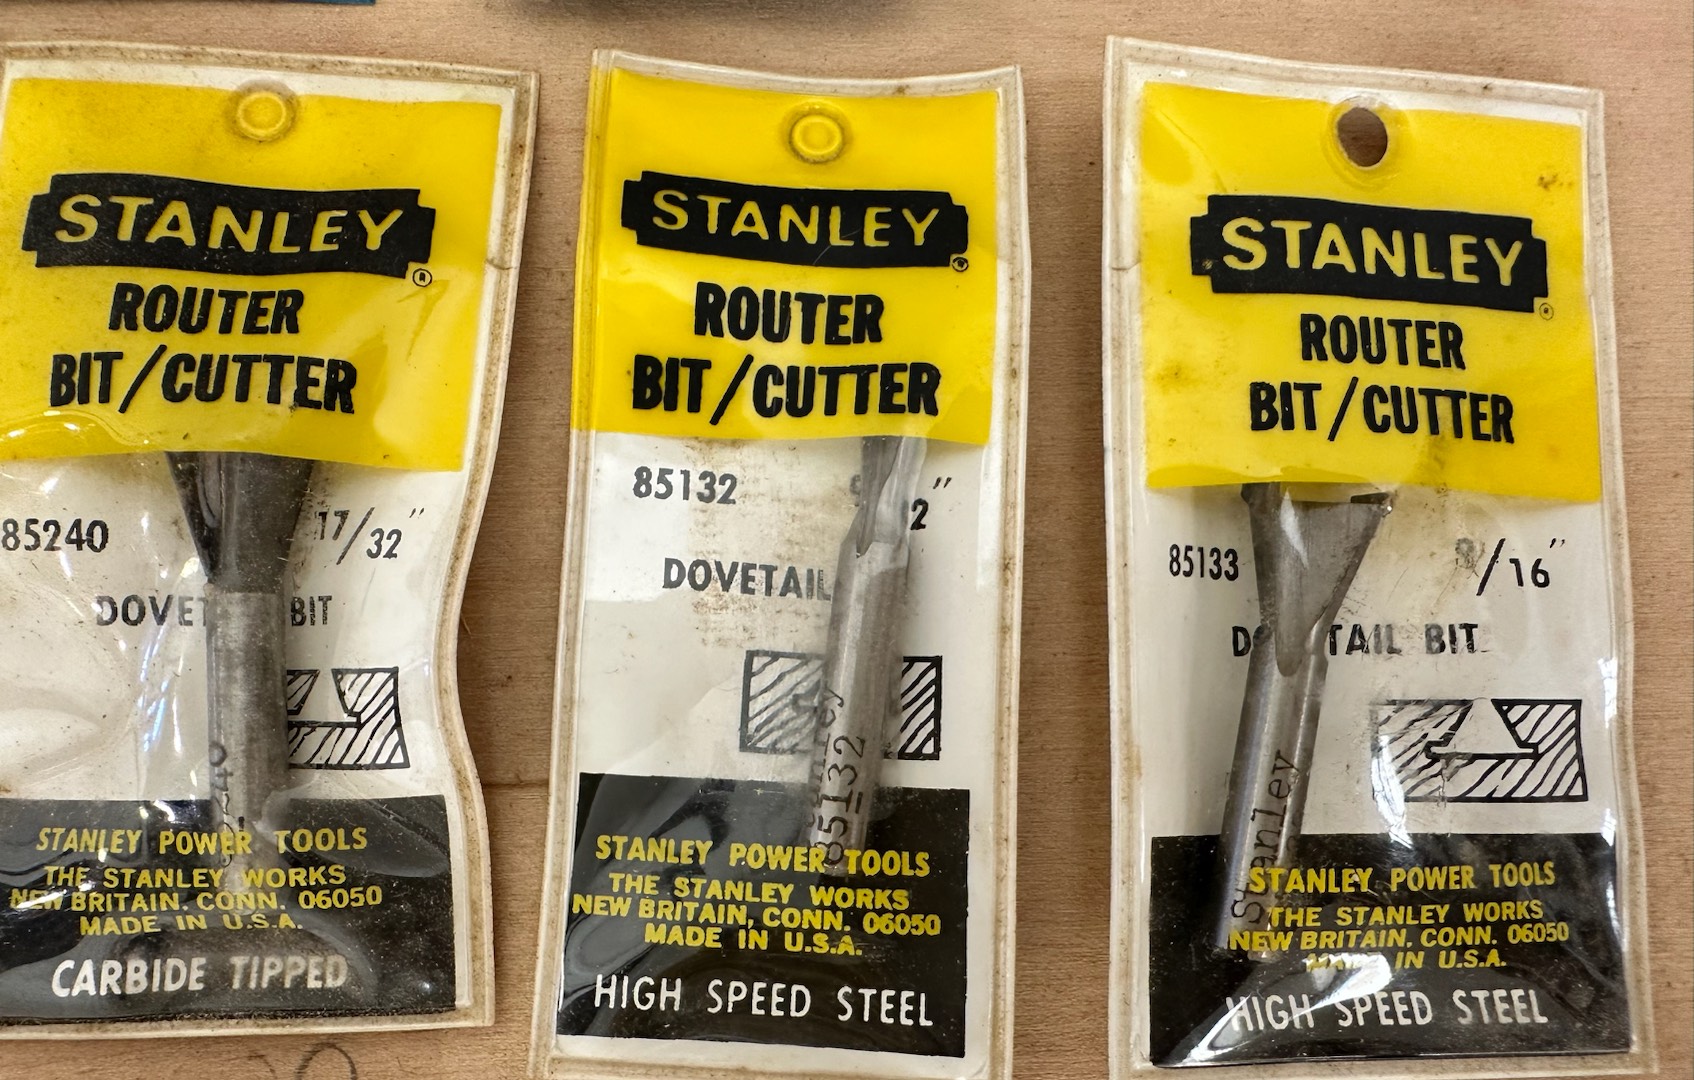 STANLEY
®
ROUTER
BIT/CUTTER
85240
17/32"
BIT
STANLEY POWER TOOLS
THE STANLEY WORKS
NEW BRITAIN, CONN. 06050
MADE IN U.S.A.
CARBIDE TIPPED
STANLEY
®
ROUTER
BIT/CUTTER
85132
DOVETAIL
85132
STANLEY POWER TOOLS
THE STANLEY WORKS
NEW BRITAIN, CONN. 06050
MADE IN U.S.A.
HIGH SPEED STEEL
STANLEY
®
ROUTER
BIT/CUTTER
85133
/16"
TAIL BIT
Stanley
STANLEY POWER TOOLS
THE STANLEY WORKS
NEW BRITAIN, CONN. 06050
MADE IN U.S.A.
HIGH SPEED STEEL